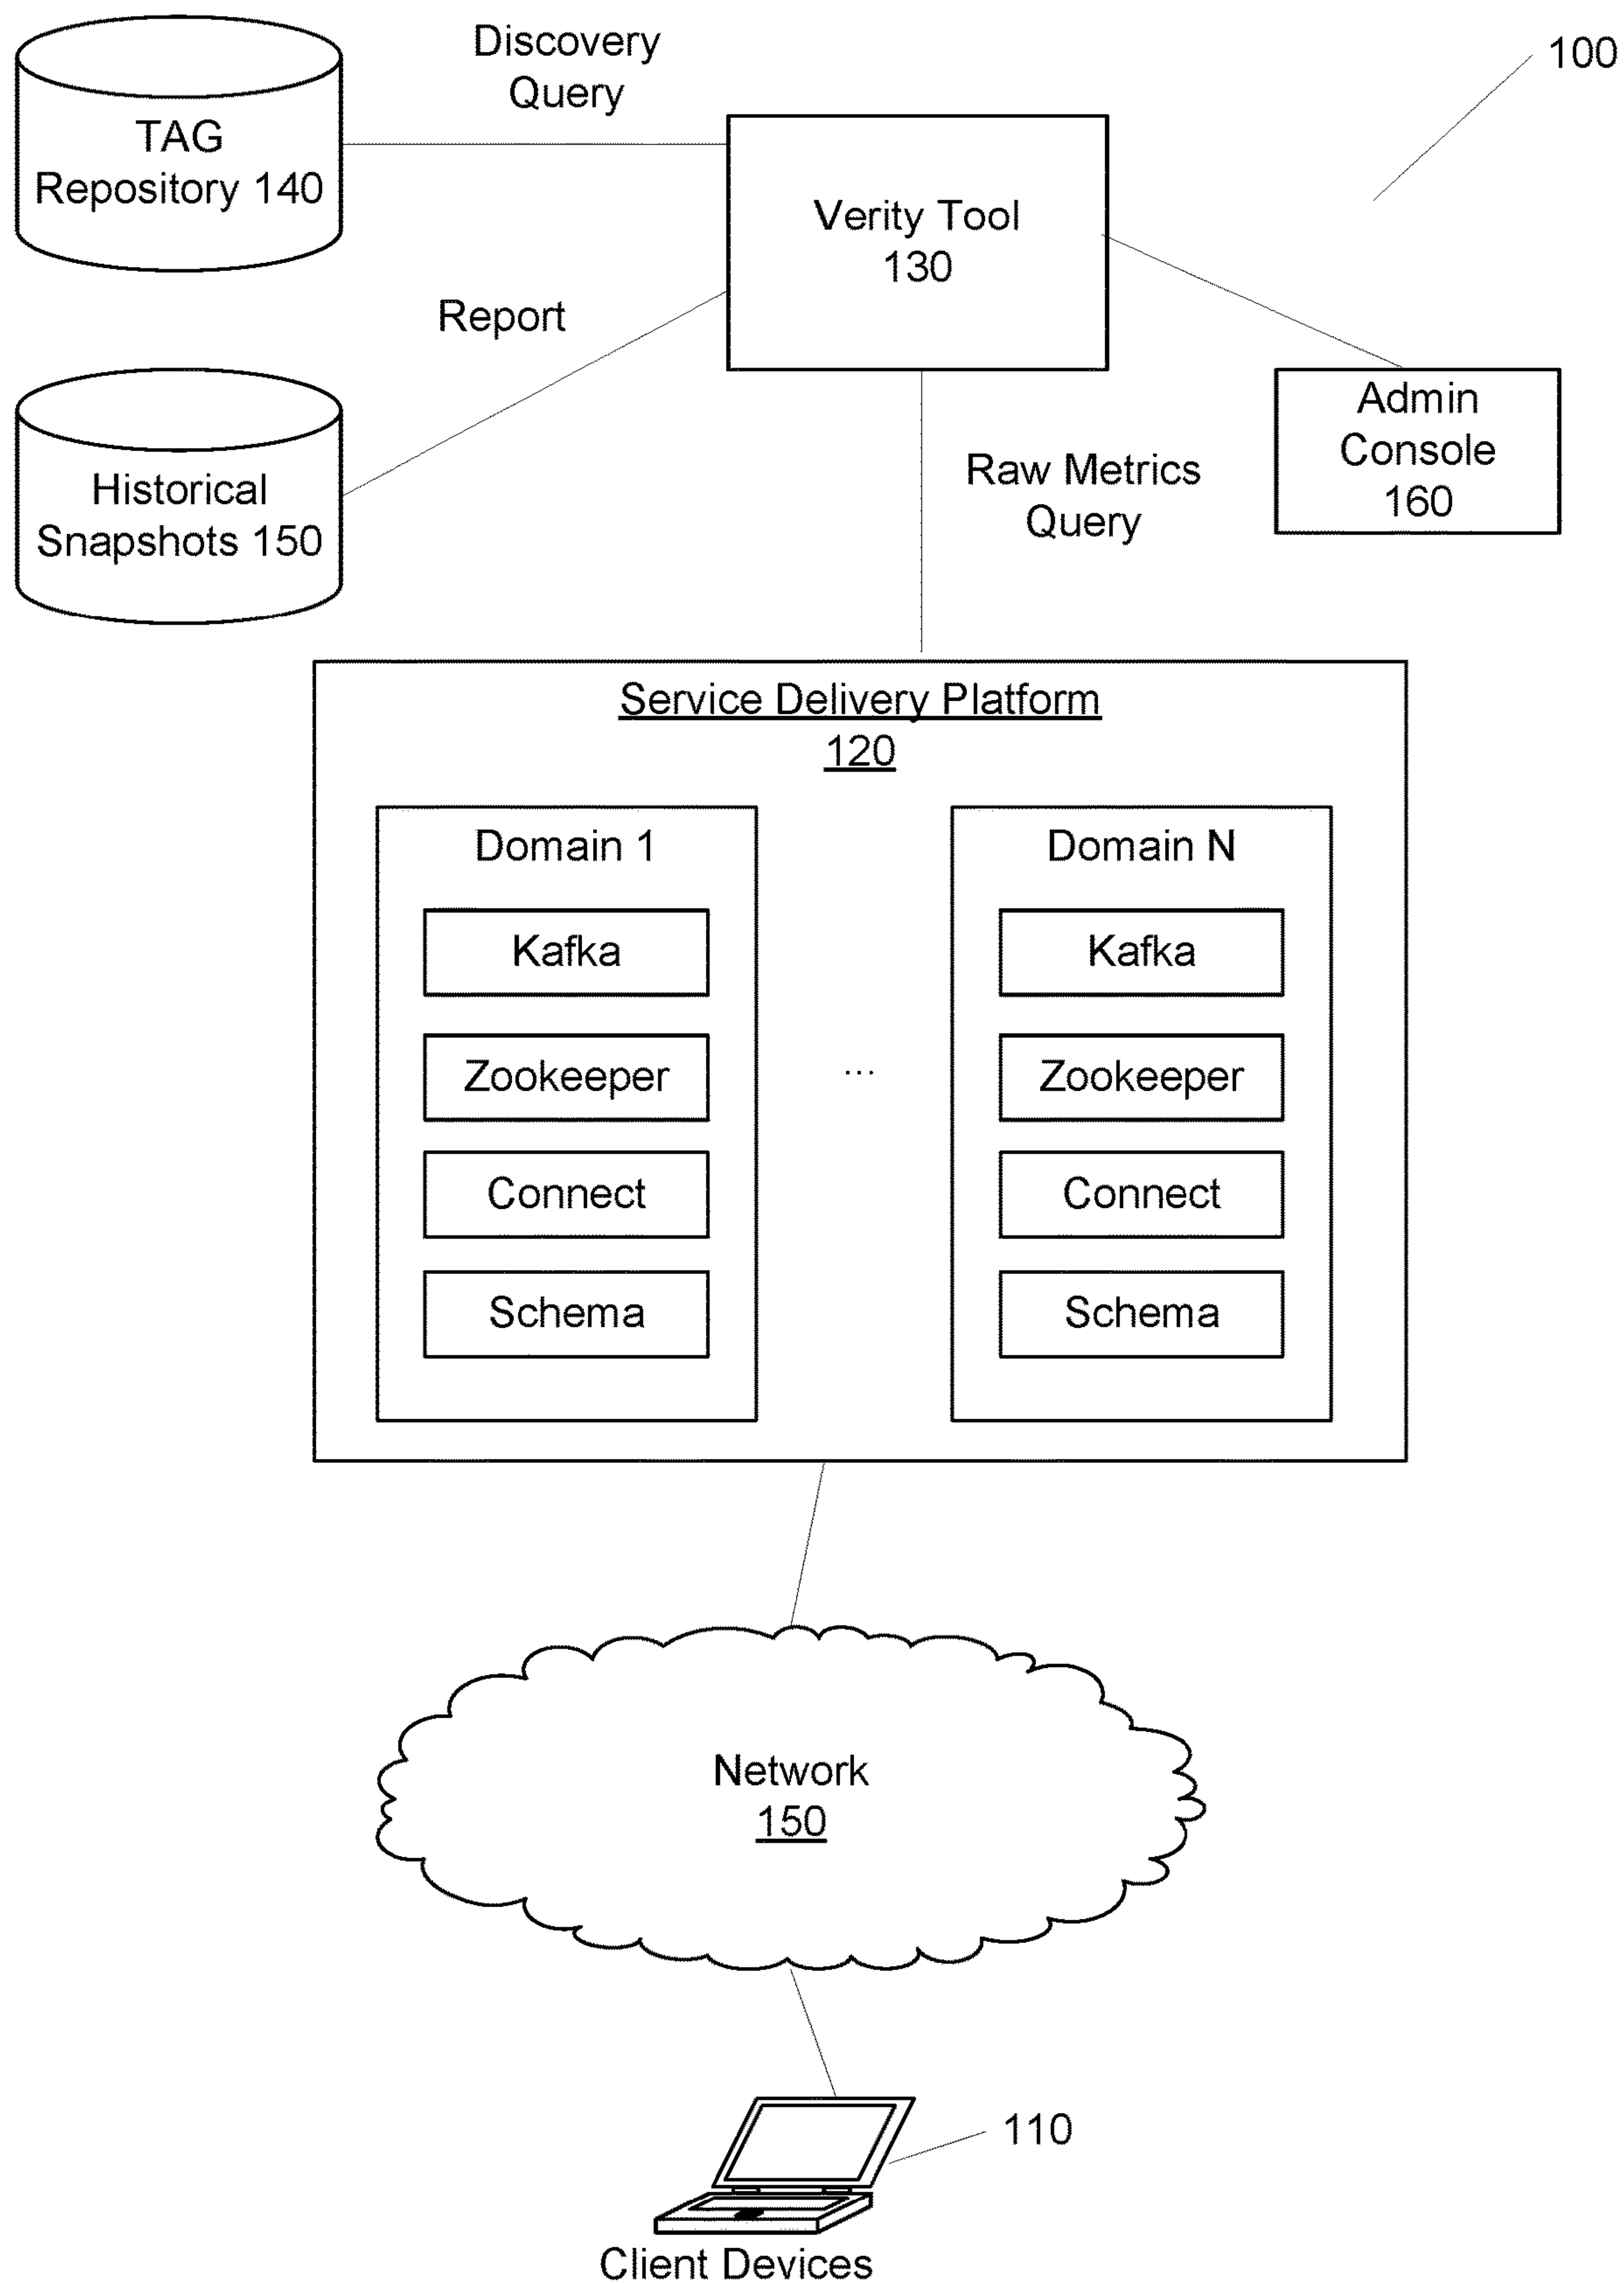 Discovery
Query
100
TAG
Repository 140
Verity Tool
130
Report
Admin
Console
160
Historical
Snapshots 150
Raw Metrics
Query
Service Delivery Platform
120
Domain 1
Kafka
Zookeeper
Connect
Schema
...
Domain N
Kafka
Zookeeper
Connect
Schema
Network
150
110
Client Devices